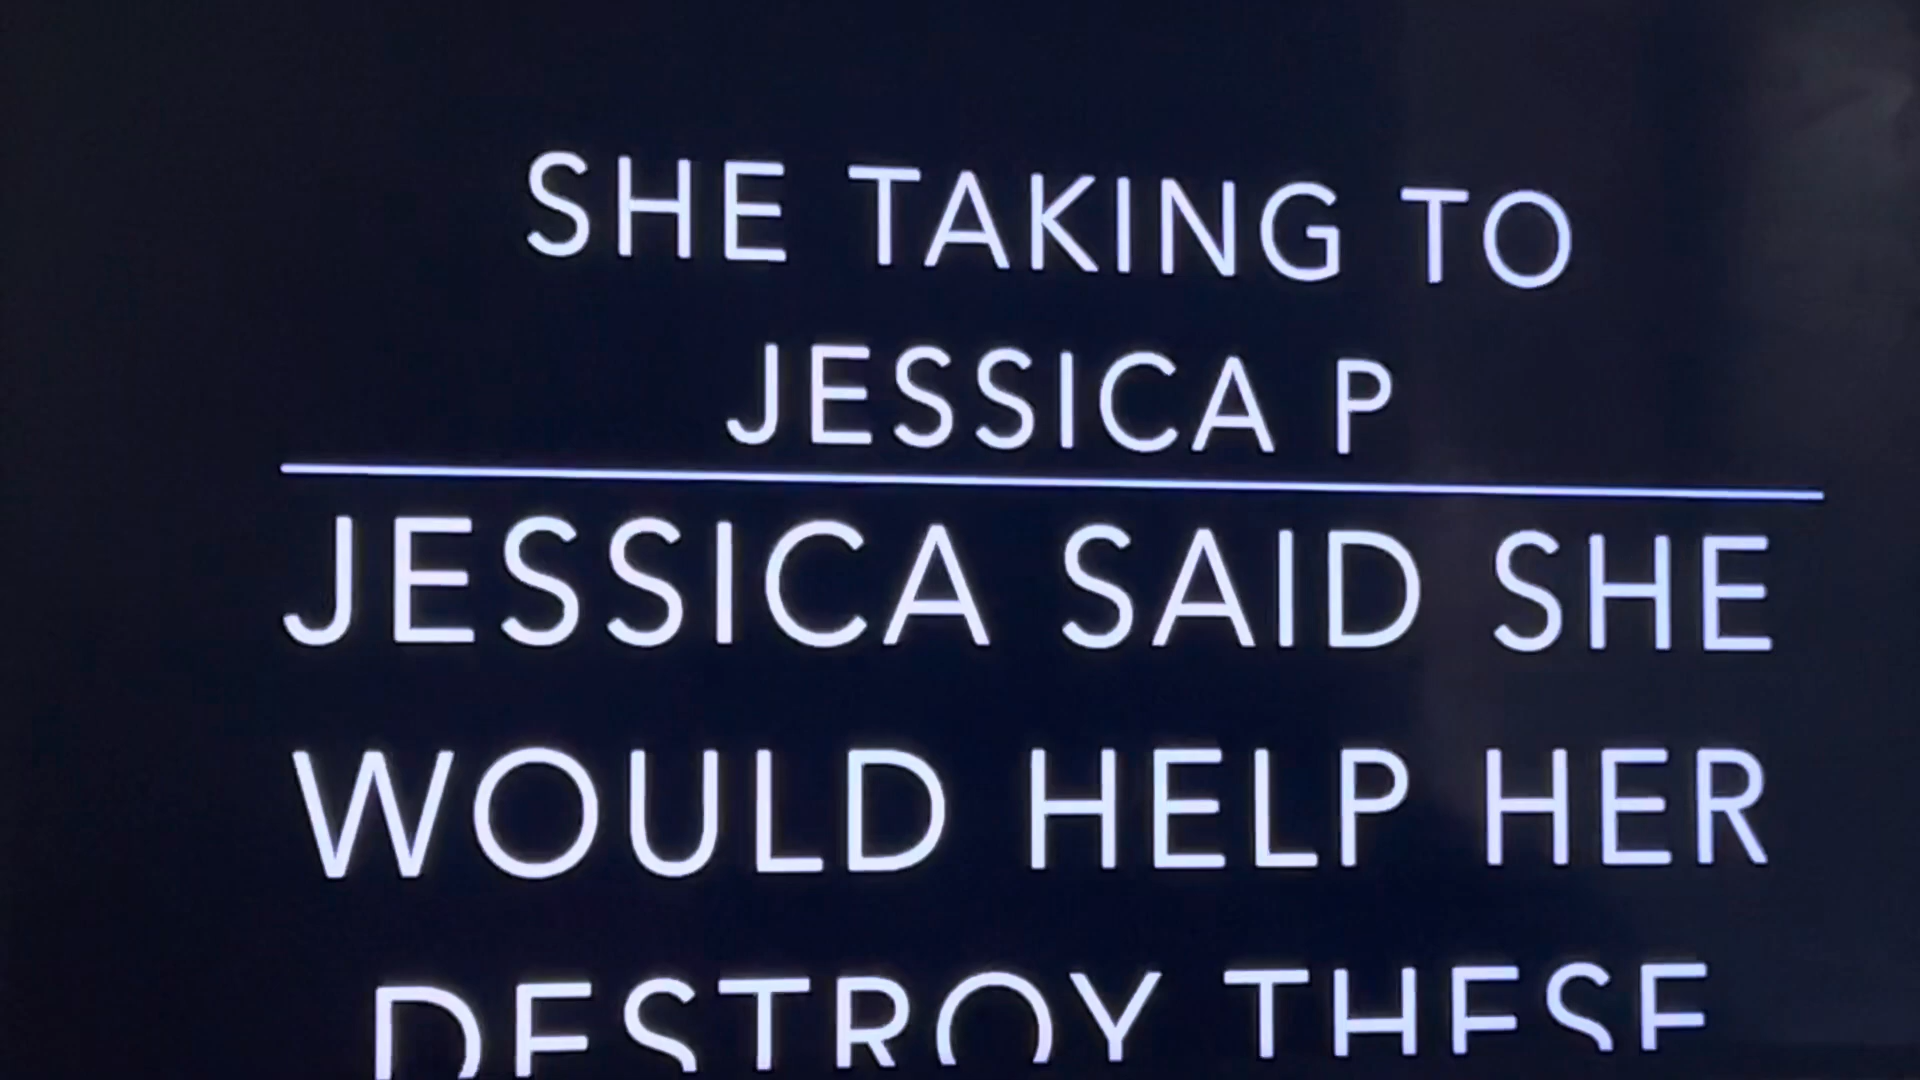 SHE TAKING TO
JESSICA P
JESSICA SAID SHE
WOULD HELP HER
DESTROY THESE